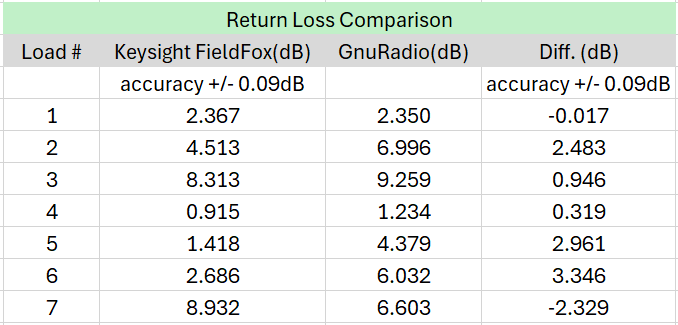 Return Loss Comparison
Load # Keysight FieldFox(dB) GnuRadio(dB) Diff. (dB)
accuracy +/- 0.09dB accuracy +/- 0.09dB
1 2.367 2.350 -0.017
2 4.513 6.996 2.483
3 8.313 9.259 0.946
4 0.915 1.234 0.319
5 1.418 4.379 2.961
6 2.686 6.032 3.346
7 8.932 6.603 -2.329